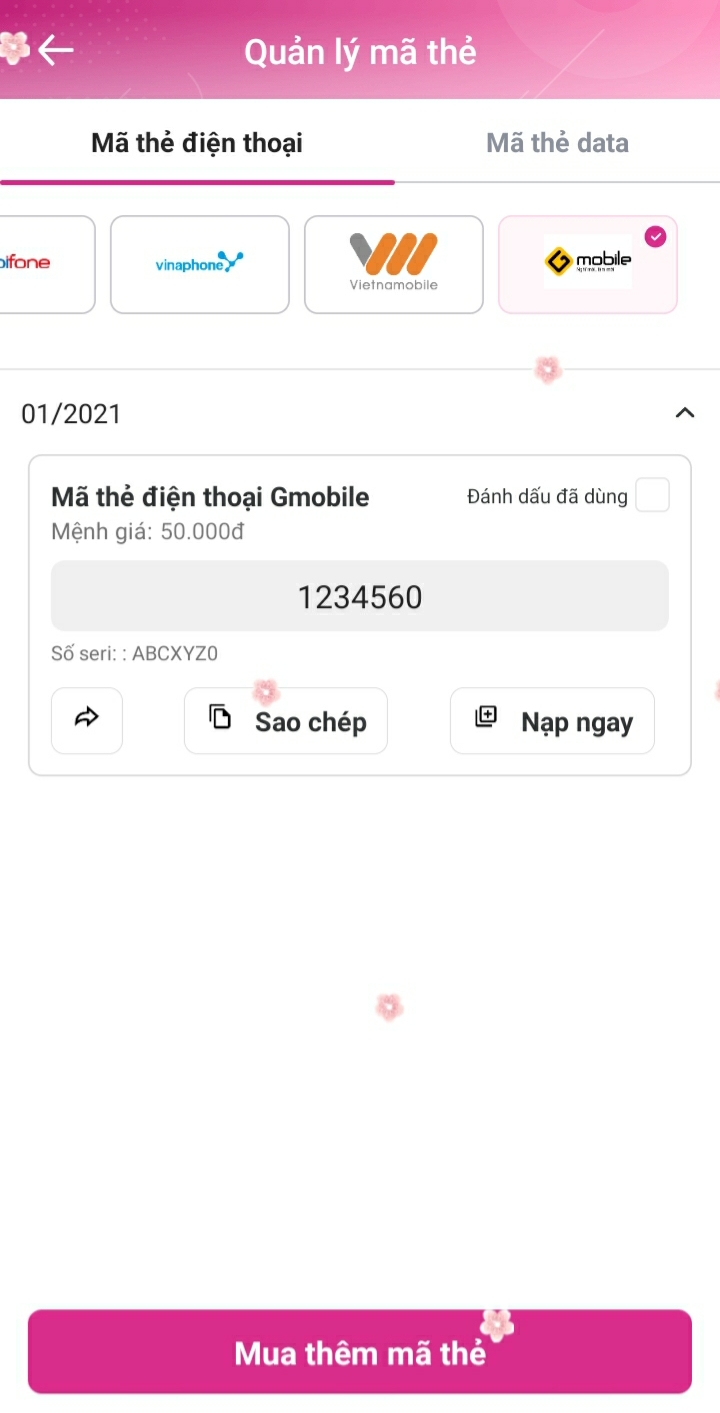 Quản lý mã thẻ
Mã thẻ điện thoại
Mã thẻ data
ifone
vinaphone
Vietnamobile
mobile
01/2021
Mã thẻ điện thoại Gmobile
Đánh dấu đã dùng
Mệnh giá: 50.000đ
1234560
Số seri: : ABCXYZ0
Sao chép
Nạp ngay
Mua thêm mã thẻ